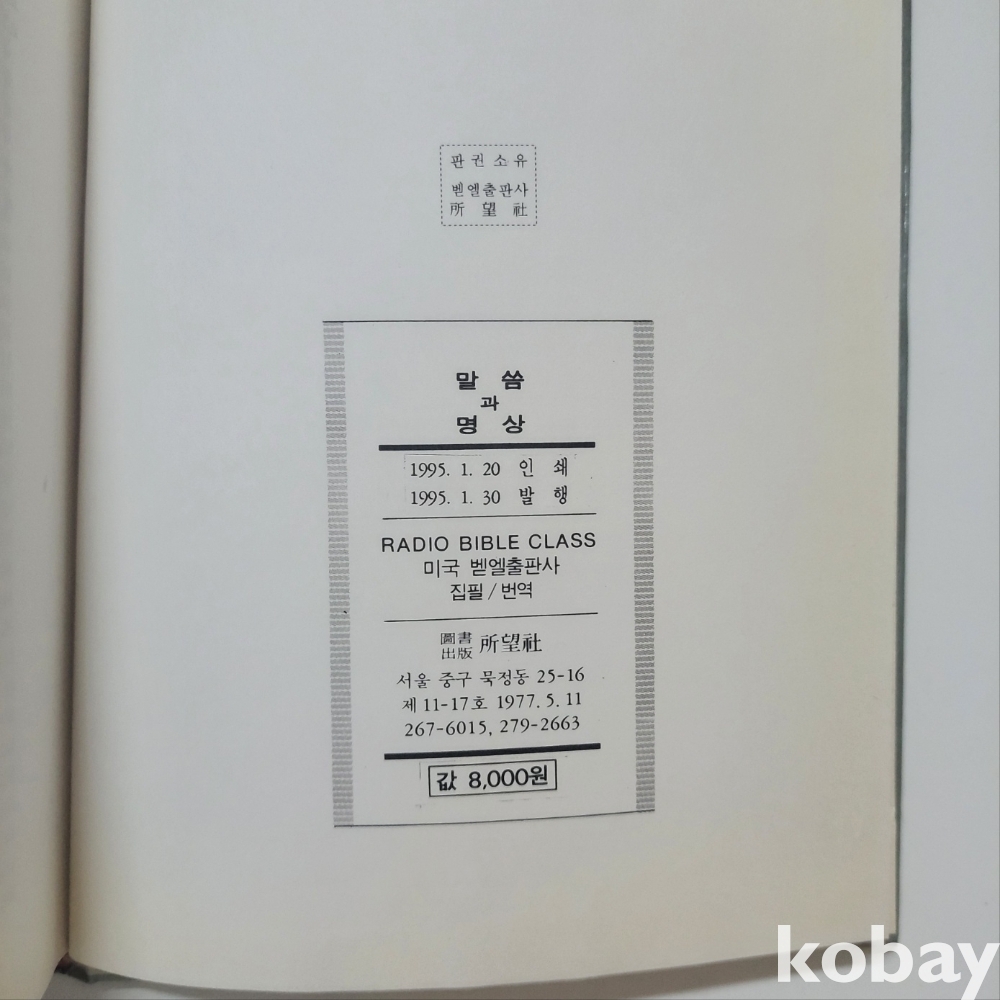 판권소유
벧엘출판사
所望社
말씀
과
명상
1995. 1. 20 인쇄
1995. 1. 30 발행
RADIO BIBLE CLASS
미국 벧엘출판사
집필 / 번역
圖書出版 所望社
서울 중구 묵정동 25-16
제 11-17호 1977. 5. 11
267-6015, 279-2663
값 8,000원
kobay